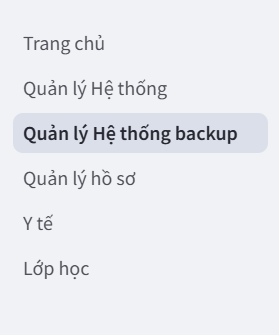 Trang chủ
Quản lý Hệ thống
Quản lý Hệ thống backup
Quản lý hồ sơ
Y tế
Lớp học